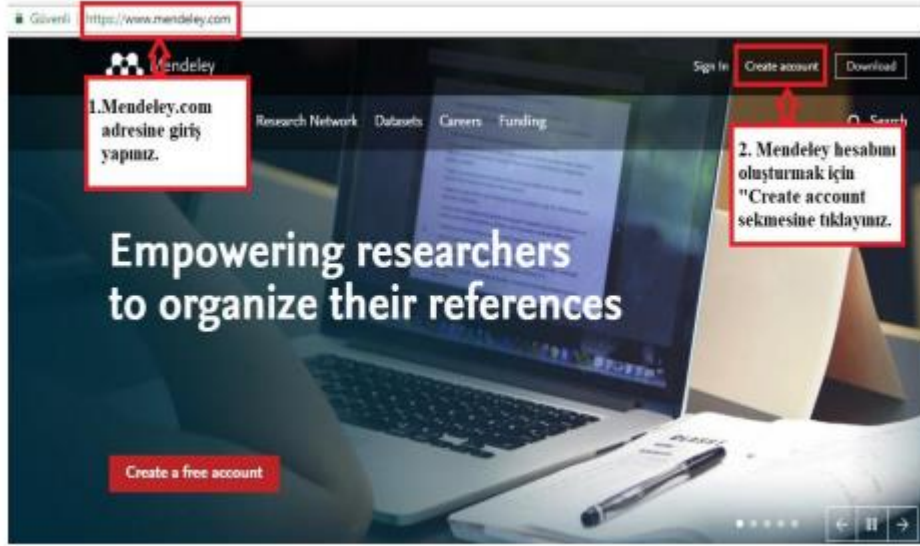 Güvenli
https://www.mendeley.com
Mendeley
Sign In
Create account
Download
1.Mendeley.com
adresine giriş
yapınız.
Research Network
Datasets
Careers
Funding
Search
2. Mendeley hesabını
oluşturmak için
"Create account
sekmesine tıklayınız.
Empowering researchers
to organize their references
Create a free account